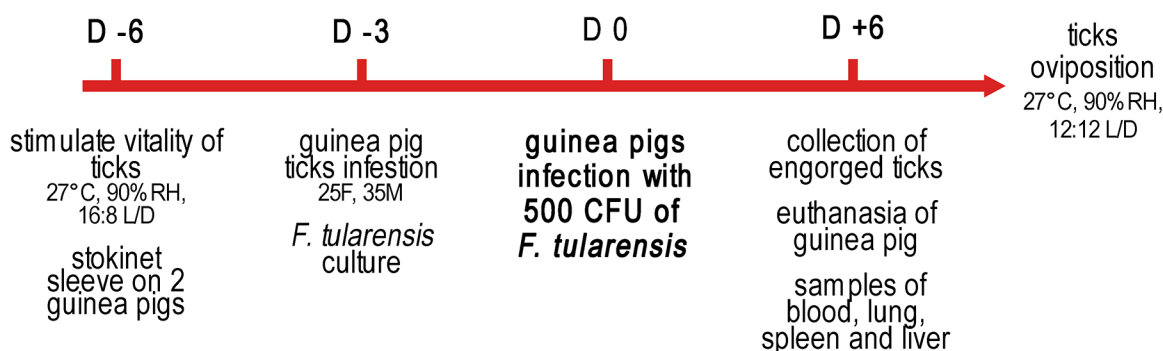 D -6
D -3
D 0
D +6
ticks
oviposition
27°C, 90% RH,
12:12 L/D
stimulate vitality of
ticks
27°C, 90% RH,
16:8 L/D
stokinet
sleeve on 2
guinea pigs
guinea pig
ticks infestion
25F, 35M
F. tularensis
culture
guinea pigs
infection with
500 CFU of
F. tularensis
collection of
engorged ticks
euthanasia of
guinea pig
samples of
blood, lung,
spleen and liver